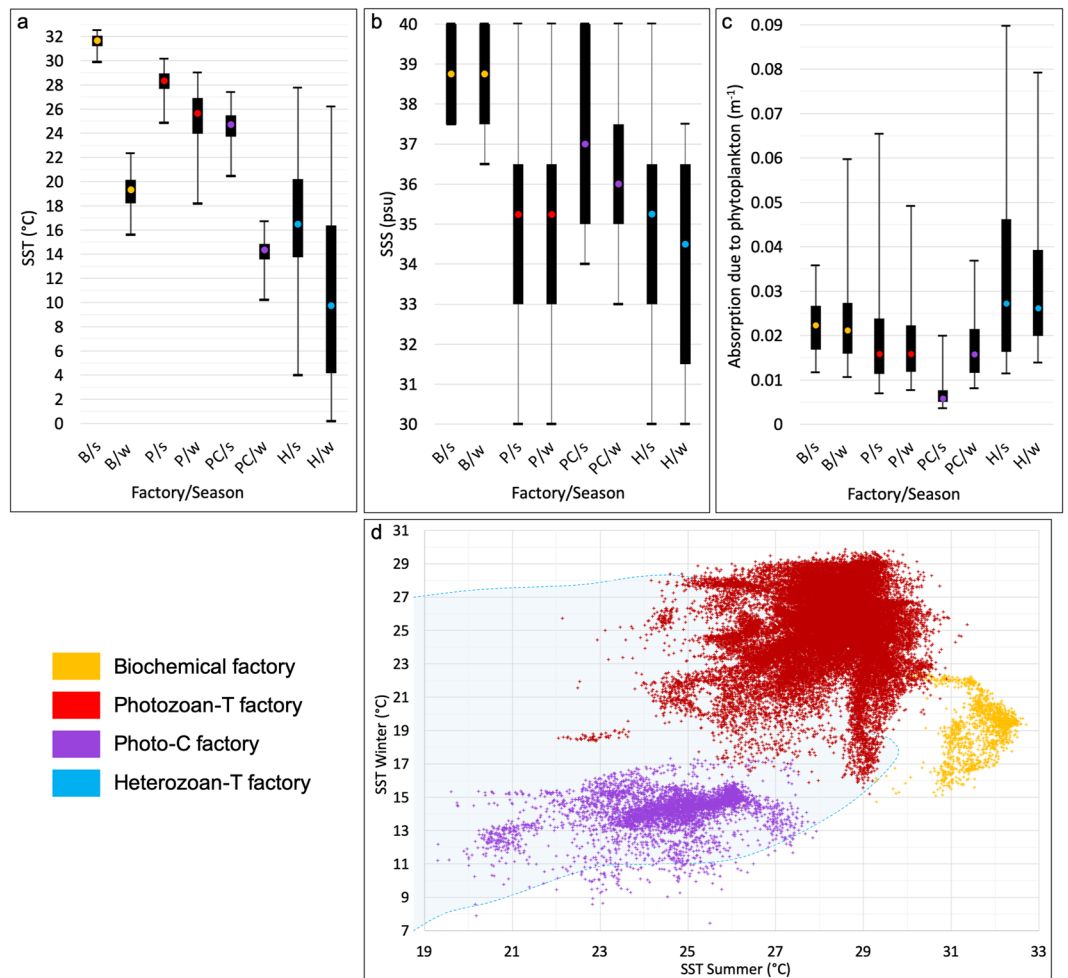 a
32
30
28
26
24
22
20
18
16
14
12
10
8
6
4
2
0
SST (°C)
B/s B/w P/s P/w PC/s PC/w H/s H/w
Factory/Season
b
40
39
38
37
36
35
34
33
32
31
30
SSS (psu)
B/s B/w P/s P/w PC/s PC/w H/s H/w
Factory/Season
c
0.09
0.08
0.07
0.06
0.05
0.04
0.03
0.02
0.01
0
Absorption due to phytoplankton (m⁻¹)
B/s B/w P/s P/w PC/s PC/w H/s H/w
Factory/Season
Biochemical factory
Photozoan-T factory
Photo-C factory
Heterozoan-T factory
d
31
29
27
25
23
21
19
17
15
13
11
9
7
SST Winter (°C)
19 21 23 25 27 29 31 33
SST Summer (°C)